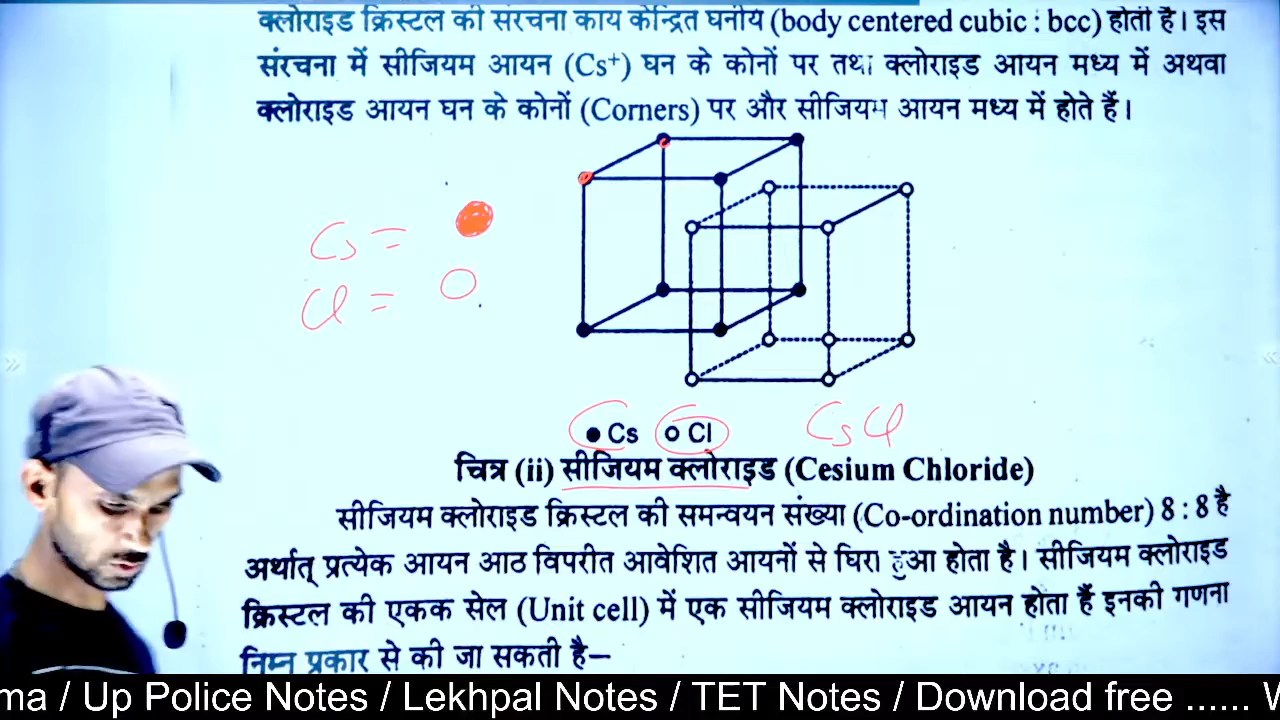 क्लोराइड क्रिस्टल की संरचना काय केन्द्रित घनीय (body centered cubic : bcc) होती है। इस
संरचना में सीजियम आयन (Cs⁺) घन के कोनों पर तथा क्लोराइड आयन मध्य में अथवा
क्लोराइड आयन घन के कोनों (Corners) पर और सीजियम आयन मध्य में होते हैं।
Cs =
Cl =
Cs Cl
CsCl
चित्र (ii) सीजियम क्लोराइड (Cesium Chloride)
सीजियम क्लोराइड क्रिस्टल की समन्वयन संख्या (Co-ordination number) 8 : 8 है
अर्थात् प्रत्येक आयन आठ विपरीत आवेशित आयनों से घिरा हुआ होता है। सीजियम क्लोराइड
क्रिस्टल की एकक सेल (Unit cell) में एक सीजियम क्लोराइड आयन होता हैं इनकी गणना
निम्न प्रकार से की जा सकती है–
ma / Up Police Notes / Lekhpal Notes / TET Notes / Download free ...... W